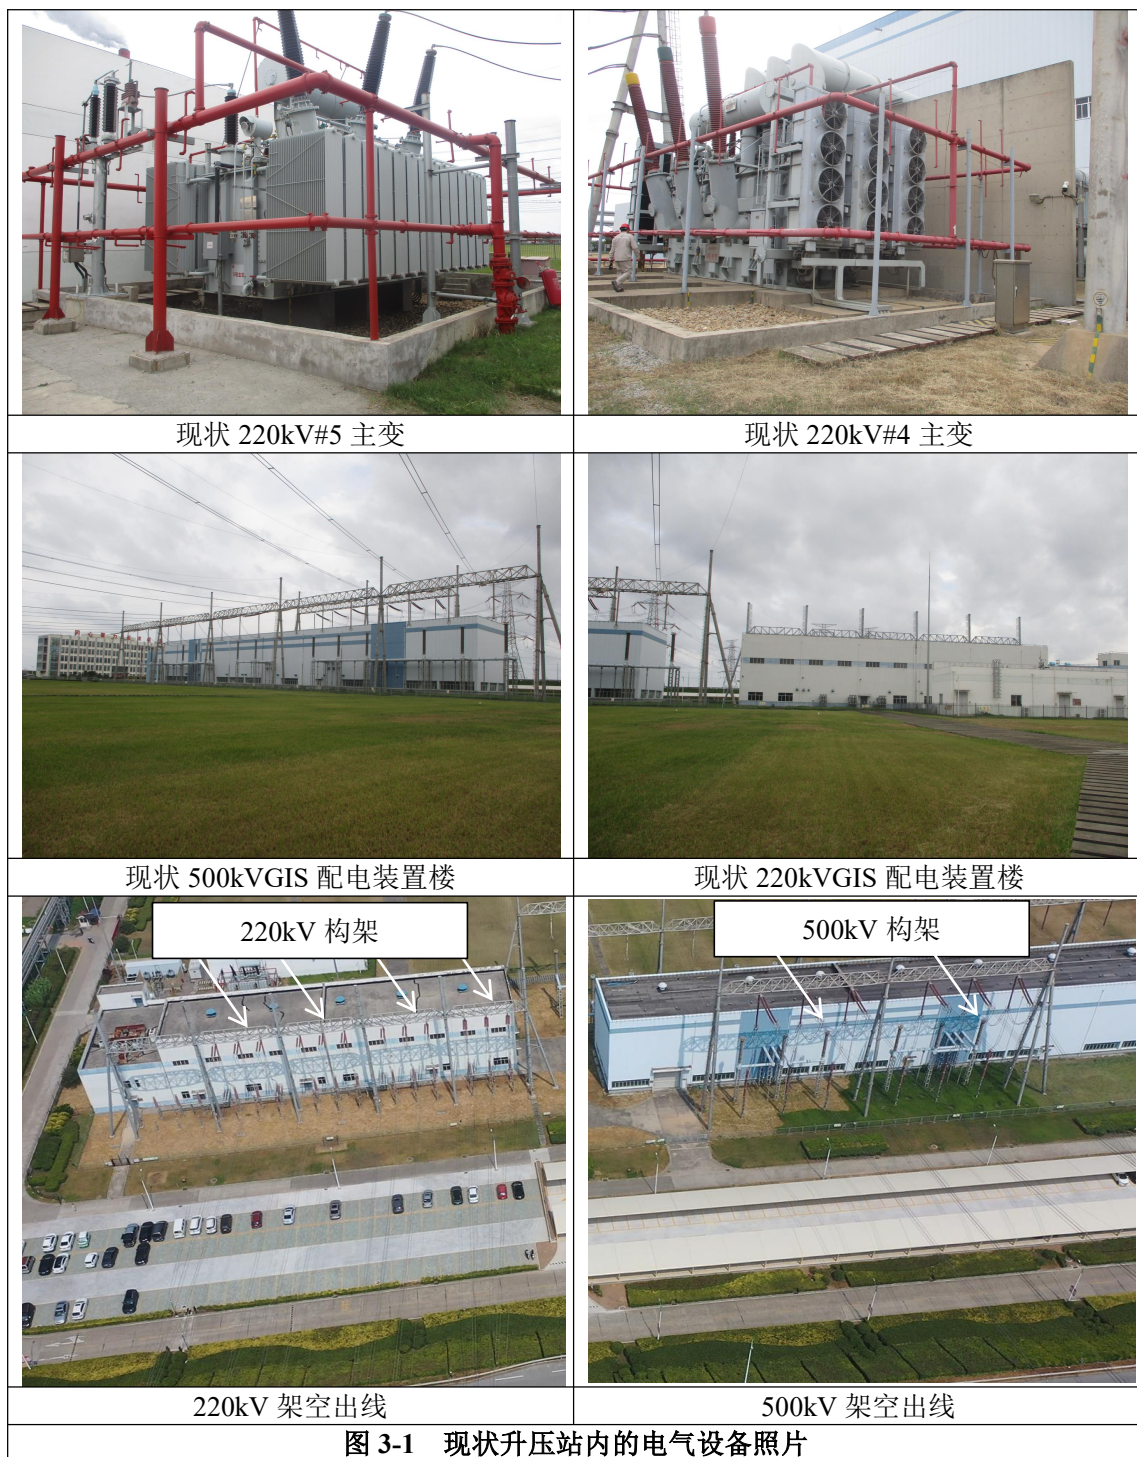 现状 220kV#5 主变
现状 220kV#4 主变
现状 500kVGIS 配电装置楼
现状 220kVGIS 配电装置楼
220kV 构架
500kV 构架
220kV 架空出线
500kV 架空出线
图 3-1 现状升压站内的电气设备照片